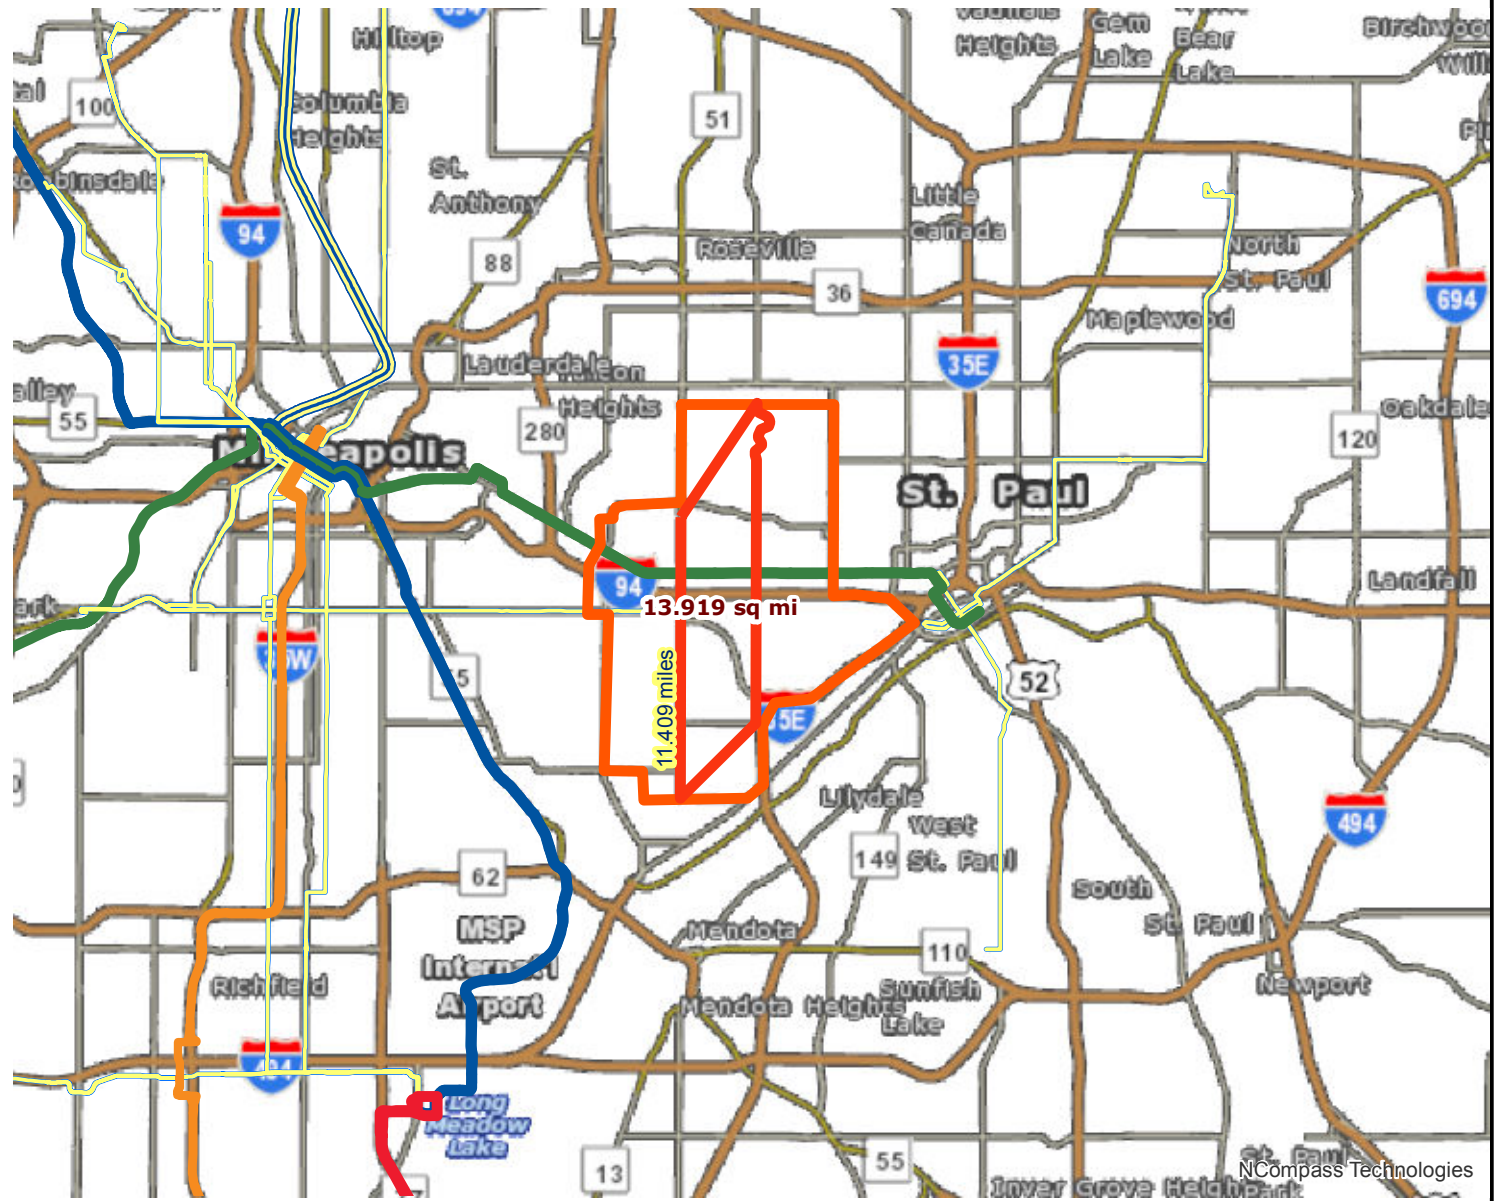 Hilltop
Heights
Gem
Lake
Bear
Lake
100
51
Columbia
Heights
St.
Anthony
Robbinsdale
94
88
Roseville
Little
Canada
North
St. Paul
36
694
Maplewood
35E
Lauderdale
Heights
55
280
Oakdale
120
Minneapolis
St. Paul
94
13.919 sq mi
Landfall
35W
11.409 miles
52
Lilydale
West
St. Paul
149
494
62
South
St. Paul
MSP
Internat'l
Airport
Mendota
110
Richfield
Mendota Heights
Sunfish
Lake
Newport
Long
Meadow
Lake
13
55
NCompass Technologies
Inver Grove Heights